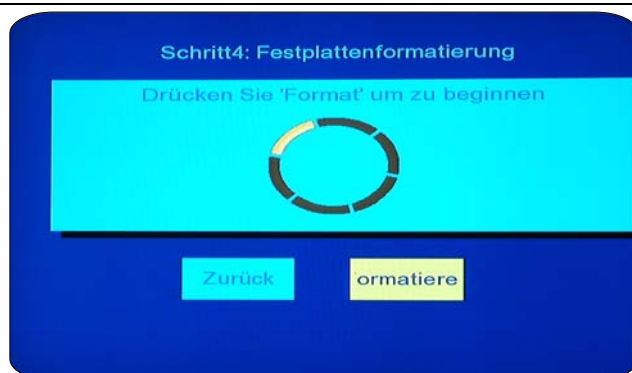 Schritt4: Festplattenformatierung
Drücken Sie 'Format' um zu beginnen
Zurück
ormatiere